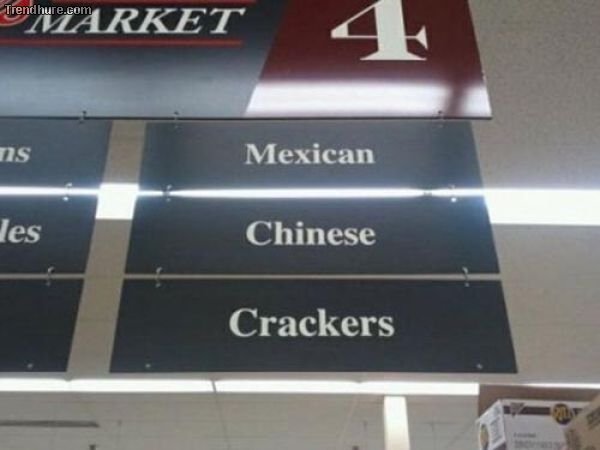 Trendhure.com
MARKET 4
ns
Mexican
les
Chinese
Crackers